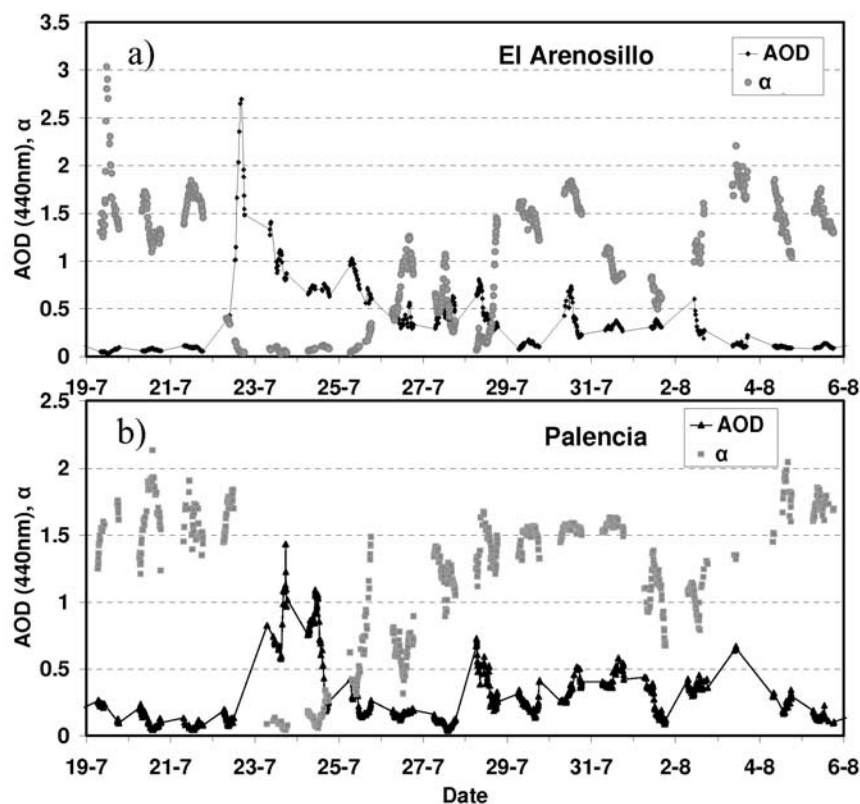 a)
El Arenosillo
AOD
α
AOD (440nm), α
3.5
3
2.5
2
1.5
1
0.5
0
19-7 21-7 23-7 25-7 27-7 29-7 31-7 2-8 4-8 6-8
b)
Palencia
AOD
α
AOD (440nm), α
2.5
2
1.5
1
0.5
0
19-7 21-7 23-7 25-7 27-7 29-7 31-7 2-8 4-8 6-8
Date